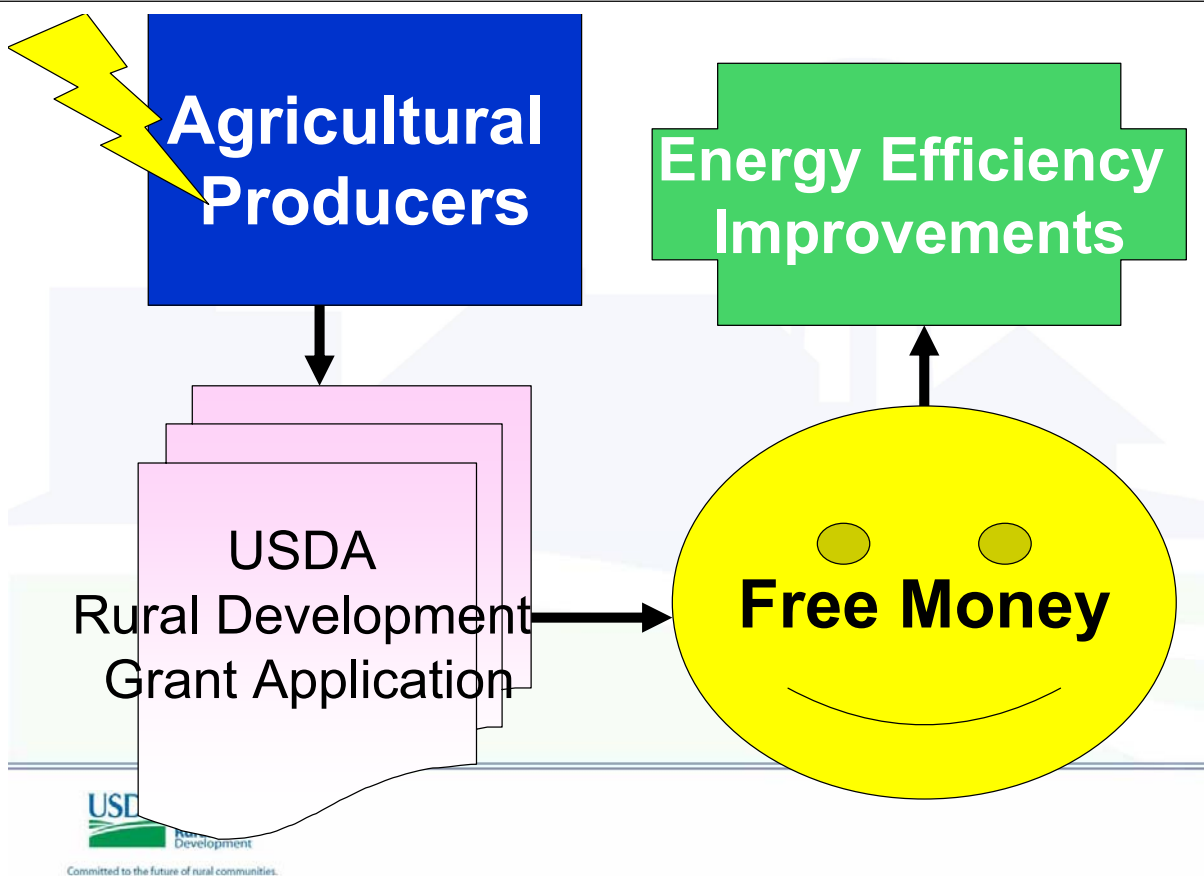 Agricultural
Producers
Energy Efficiency
Improvements
USDA
Rural Development
Grant Application
Free Money
Development
Committed to the future of rural communities.